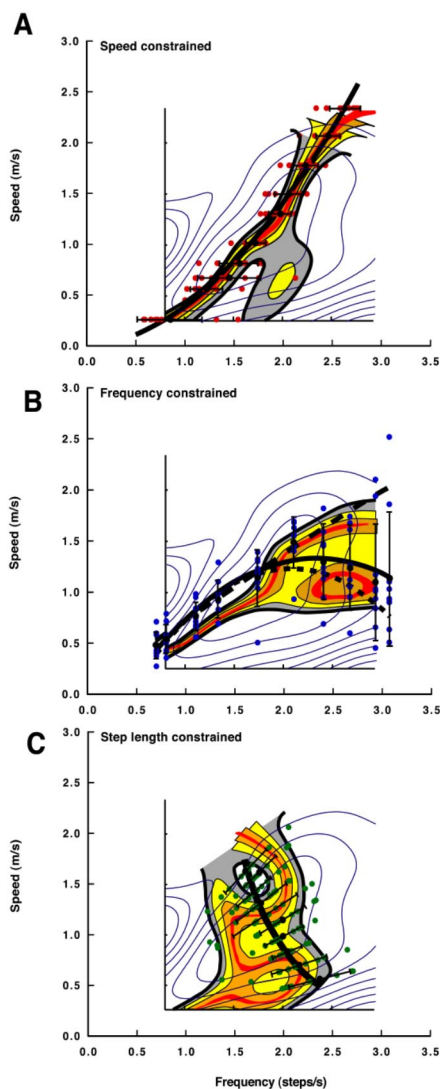 A
Speed constrained
3.0
2.5
2.0
1.5
1.0
0.5
0.0
Speed (m/s)
0.0 0.5 1.0 1.5 2.0 2.5 3.0 3.5
B
Frequency constrained
3.0
2.5
2.0
1.5
1.0
0.5
0.0
Speed (m/s)
0.0 0.5 1.0 1.5 2.0 2.5 3.0 3.5
C
Step length constrained
3.0
2.5
2.0
1.5
1.0
0.5
0.0
Speed (m/s)
0.0 0.5 1.0 1.5 2.0 2.5 3.0 3.5
Frequency (steps/s)